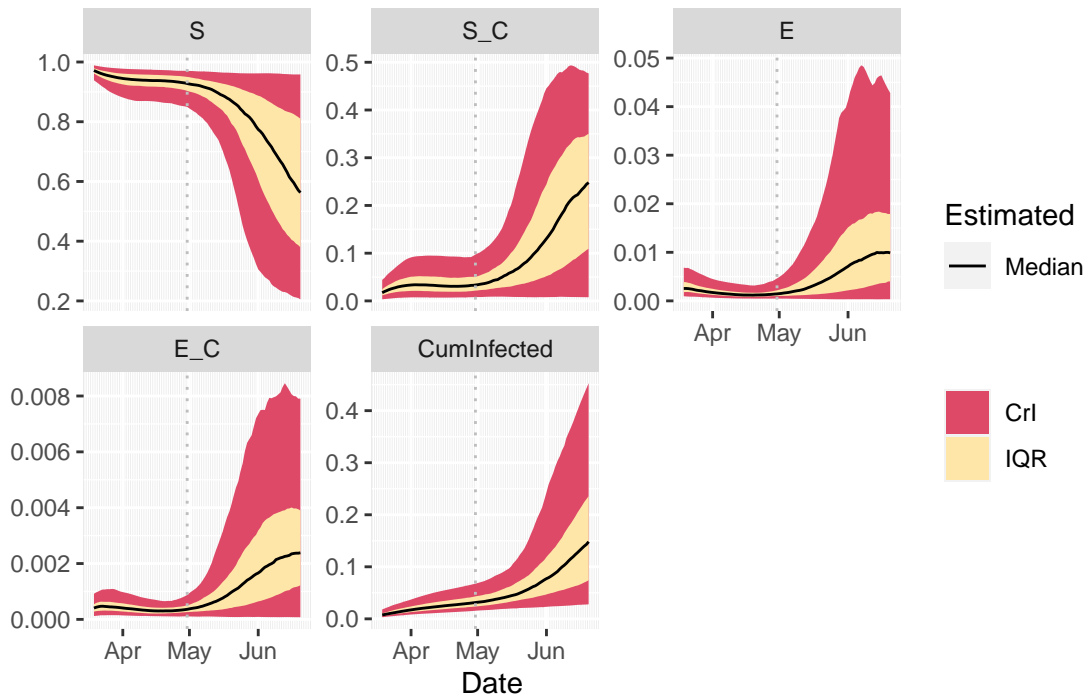 S
S_C
E
1.0
0.8
0.6
0.4
0.2
0.5
0.4
0.3
0.2
0.1
0.0
0.05
0.04
0.03
0.02
0.01
0.00
Apr
May
Jun
E_C
CumInfected
0.008
0.006
0.004
0.002
0.000
0.4
0.3
0.2
0.1
0.0
Apr
May
Jun
Apr
May
Jun
Date
Estimated
Median
CrI
IQR